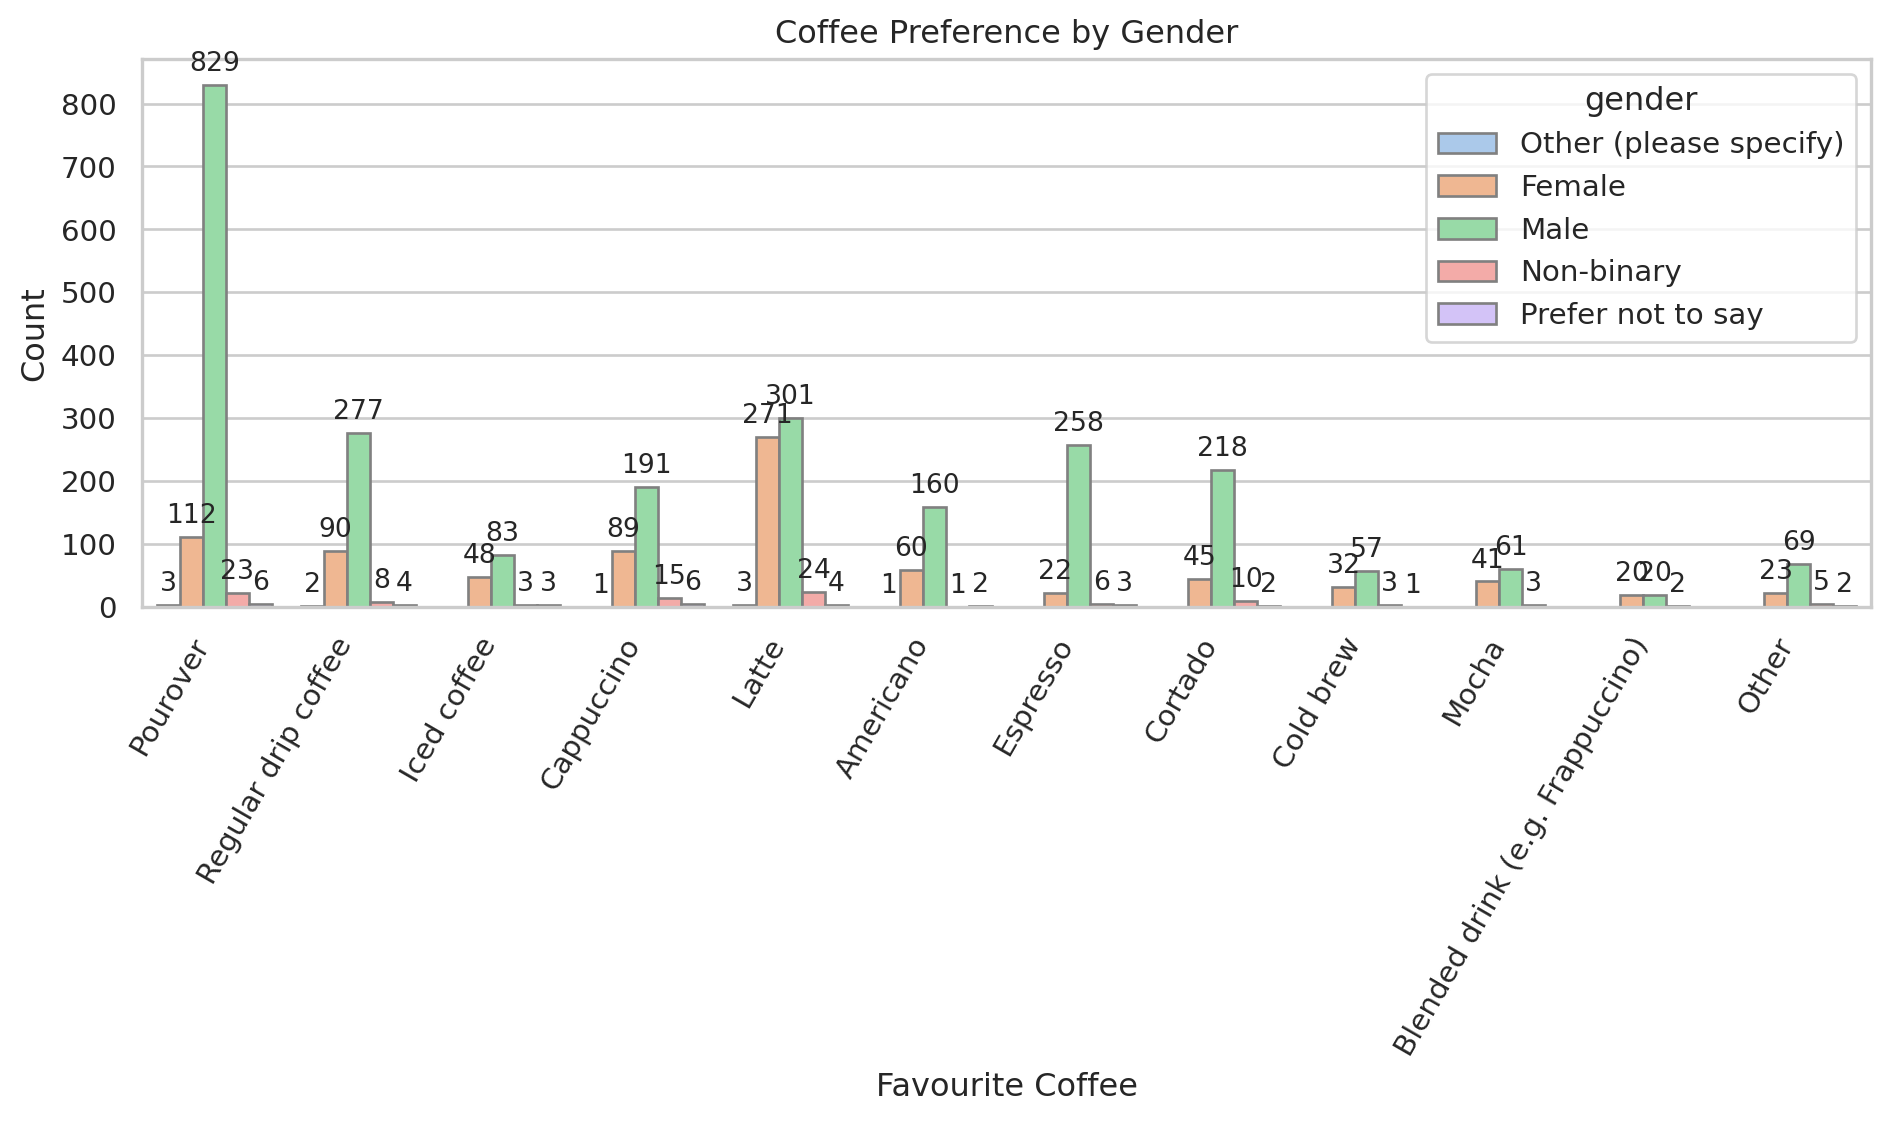 Coffee Preference by Gender
gender
Other (please specify)
Female
Male
Non-binary
Prefer not to say
Count
800
700
600
500
400
300
200
100
0
3
112
829
23
6
2
90
277
8
4
48
83
3
3
1
89
191
15
6
3
271
301
24
4
1
60
160
1
2
22
258
6
3
45
218
10
2
32
57
3
1
41
61
3
20
20
2
23
69
5
2
Pourover
Regular drip coffee
Iced coffee
Cappuccino
Latte
Americano
Espresso
Cortado
Cold brew
Mocha
Blended drink (e.g. Frappuccino)
Other
Favourite Coffee